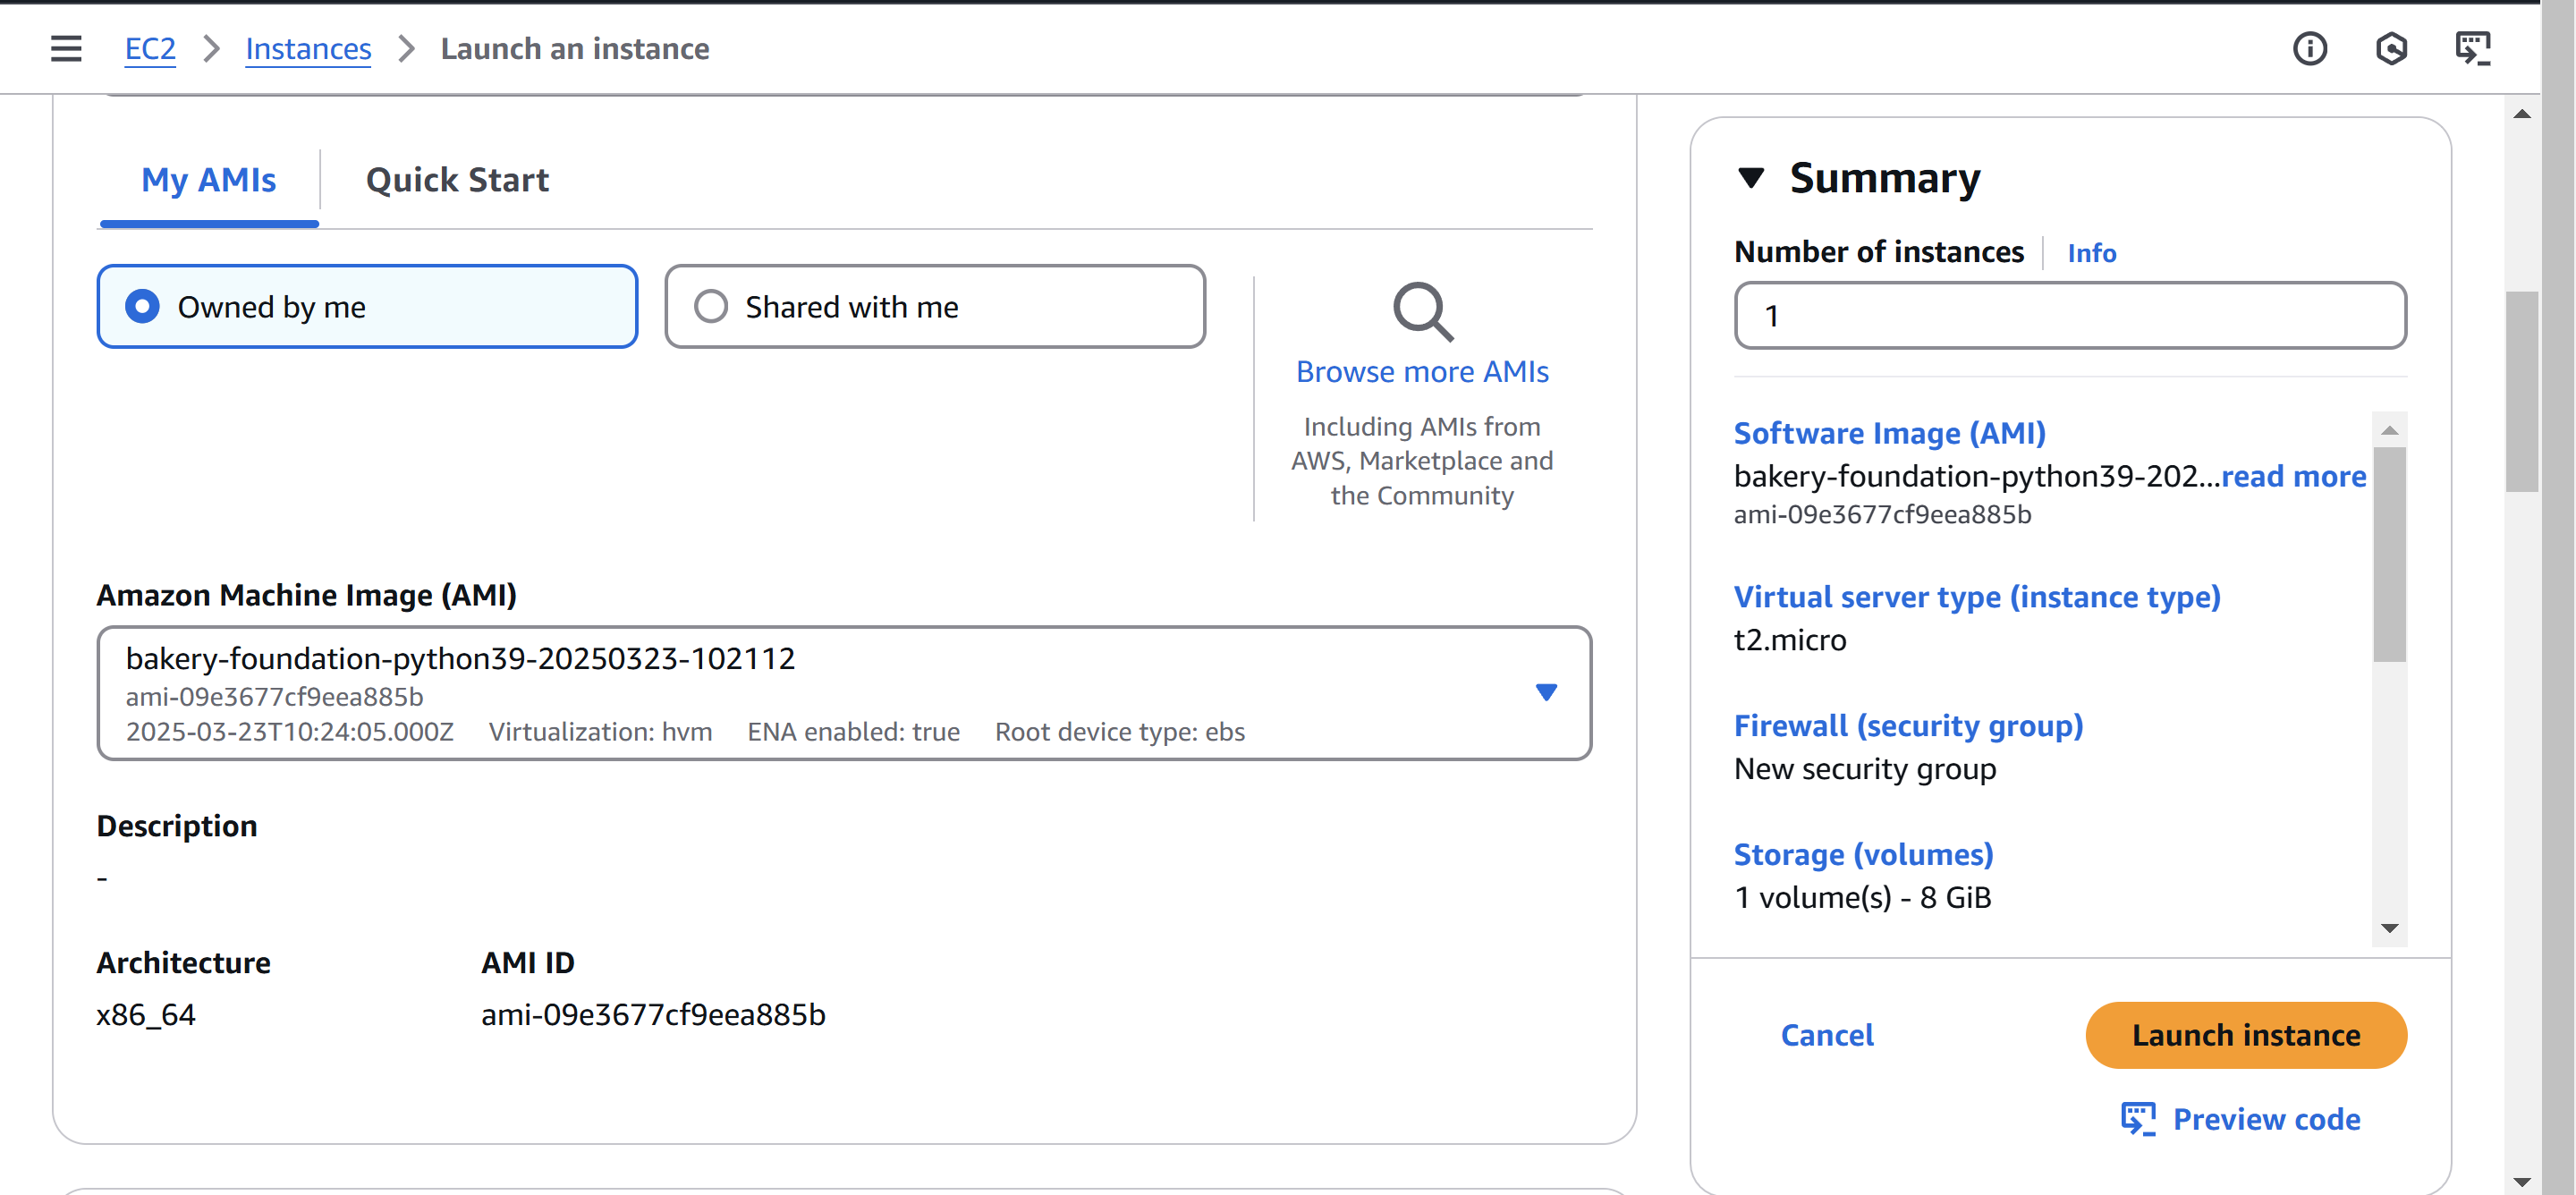 EC2
Instances
Launch an instance
My AMIs
Quick Start
Owned by me
Shared with me
Browse more AMIs
Including AMIs from
AWS, Marketplace and
the Community
Amazon Machine Image (AMI)
bakery-foundation-python39-20250323-102112
ami-09e3677cf9eea885b
2025-03-23T10:24:05.000Z Virtualization: hvm ENA enabled: true Root device type: ebs
Description
-
Architecture
x86_64
AMI ID
ami-09e3677cf9eea885b
Summary
Number of instances
Info
1
Software Image (AMI)
bakery-foundation-python39-202...read more
ami-09e3677cf9eea885b
Virtual server type (instance type)
t2.micro
Firewall (security group)
New security group
Storage (volumes)
1 volume(s) - 8 GiB
Cancel
Launch instance
Preview code